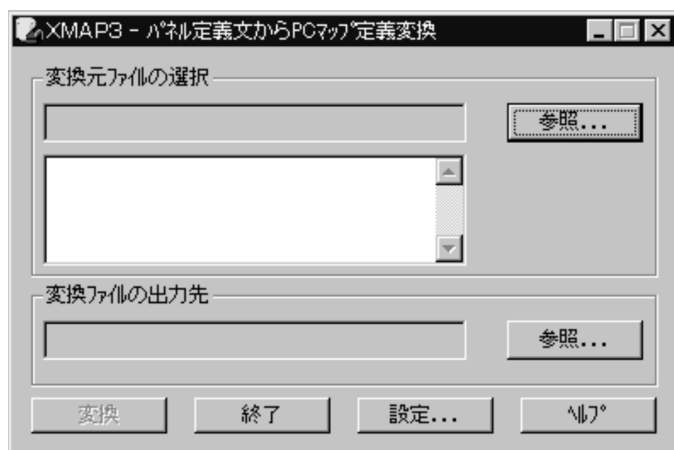 XMAP3 - ﾊﾟﾈﾙ定義文からPCﾏｯﾌﾟ定義変換
変換元ﾌｧｲﾙの選択
参照...
変換ﾌｧｲﾙの出力先
参照...
変換
終了
設定...
ﾍﾙﾌﾟ